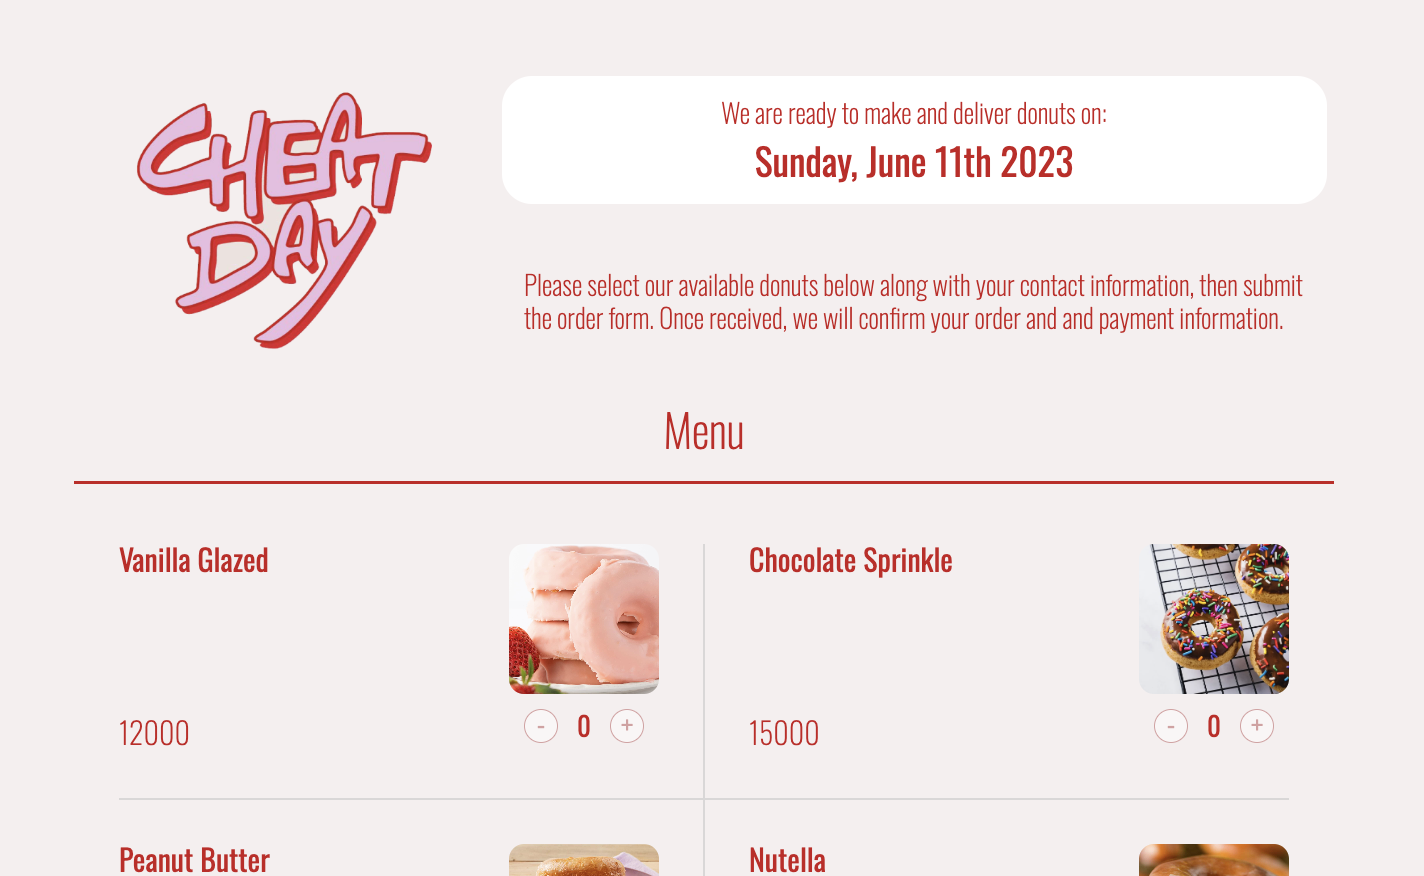 CHEAT
DAY
We are ready to make and deliver donuts on:
Sunday, June 11th 2023
Please select our available donuts below along with your contact information, then submit
the order form. Once received, we will confirm your order and and payment information.
Menu
Vanilla Glazed
12000
- 0 +
Chocolate Sprinkle
15000
- 0 +
Peanut Butter
Nutella